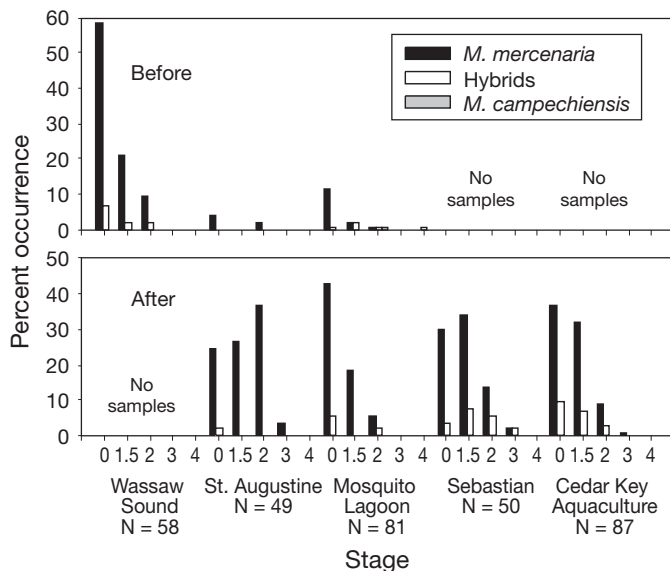 60
50
40
30
20
10
0
Before
M. mercenaria
Hybrids
M. campechiensis
No
samples
No
samples
Percent occurrence
50
40
30
20
10
0
After
No
samples
0 1.5 2 3 4 0 1.5 2 3 4 0 1.5 2 3 4 0 1.5 2 3 4 0 1.5 2 3 4
Wassaw
Sound
N = 58
St. Augustine
N = 49
Mosquito
Lagoon
N = 81
Sebastian
N = 50
Cedar Key
Aquaculture
N = 87
Stage